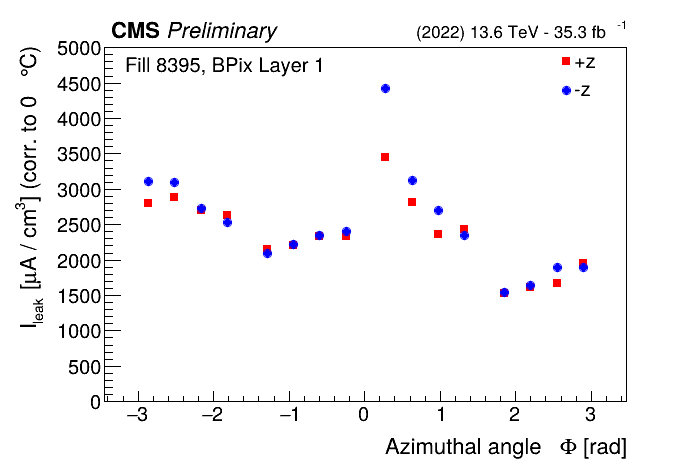 CMS Preliminary
(2022) 13.6 TeV - 35.3 fb⁻¹
Fill 8395, BPix Layer 1
+z
-z
I_leak [μA / cm³] (corr. to 0 °C)
5000
4500
4000
3500
3000
2500
2000
1500
1000
500
0
−3 −2 −1 0 1 2 3
Azimuthal angle Φ [rad]